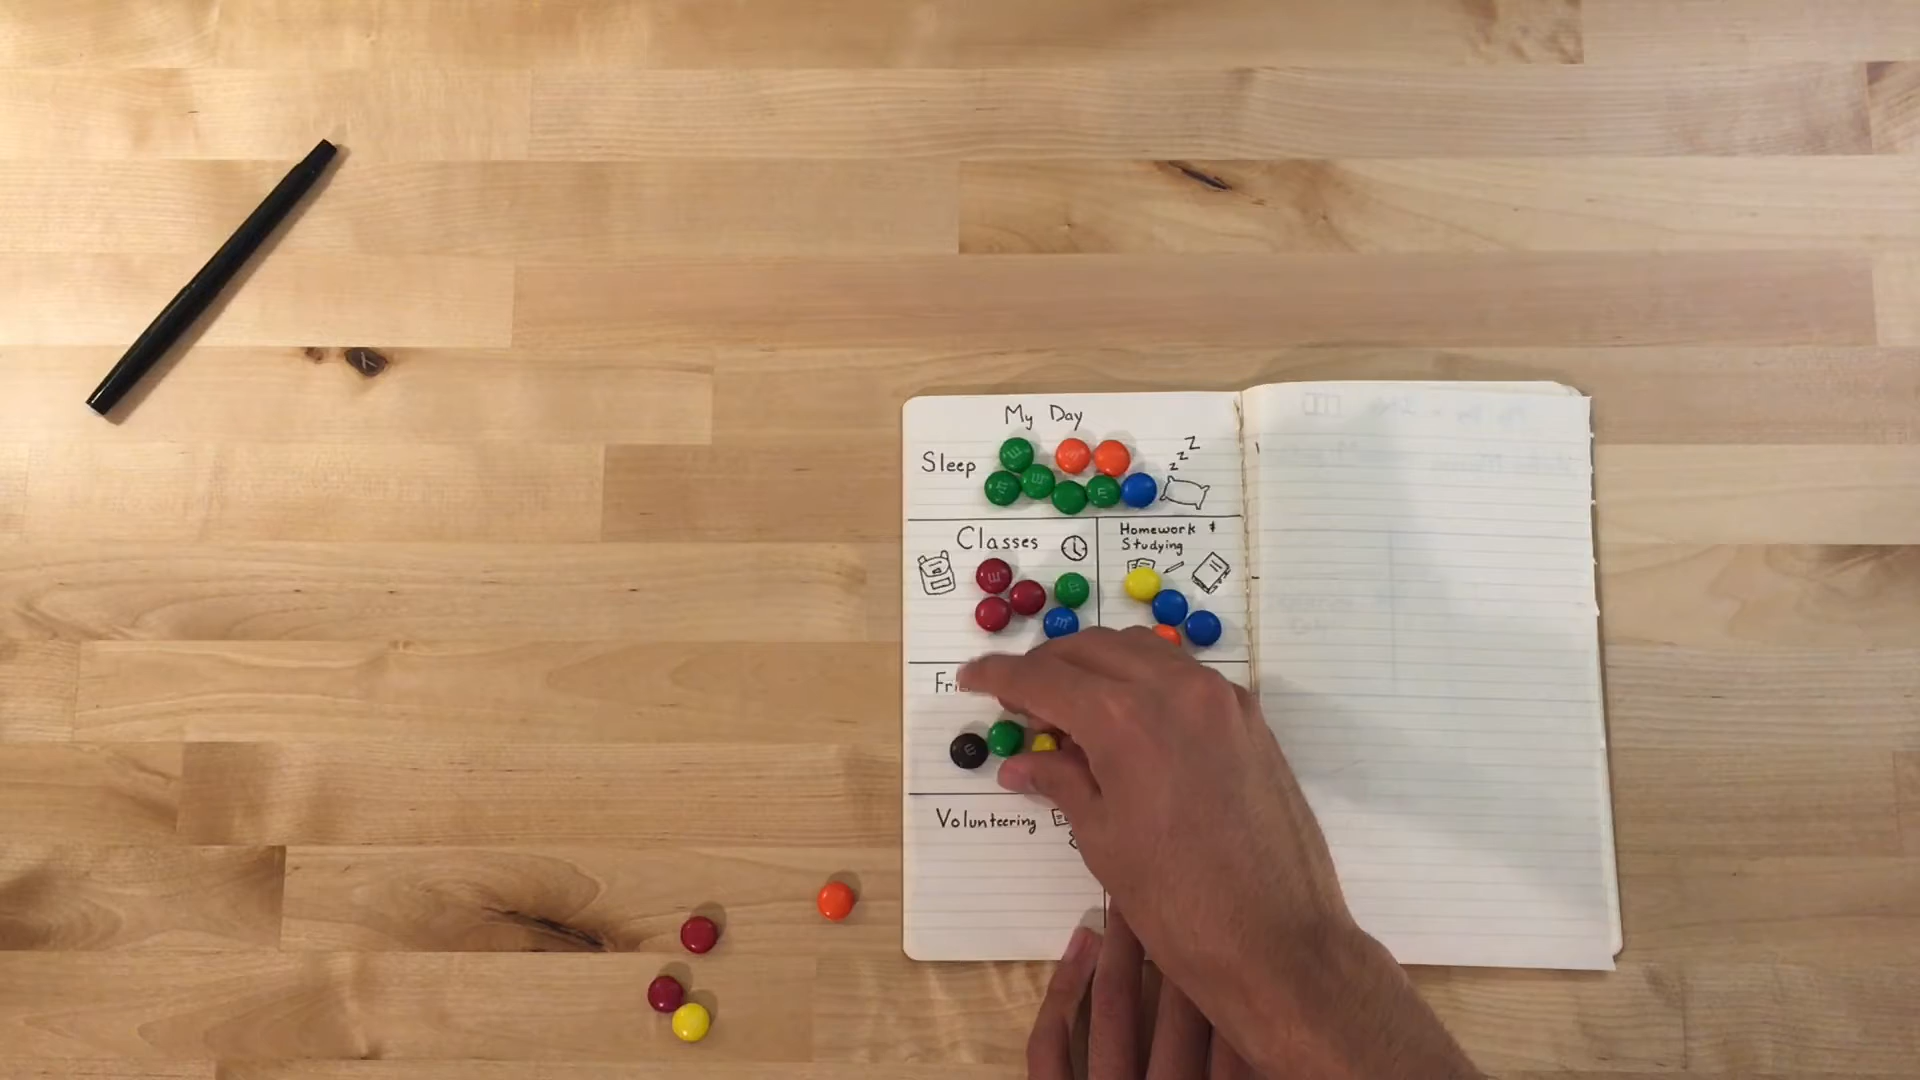 My Day
Sleep
z z z
Classes
Homework &
Studying
Volunteering